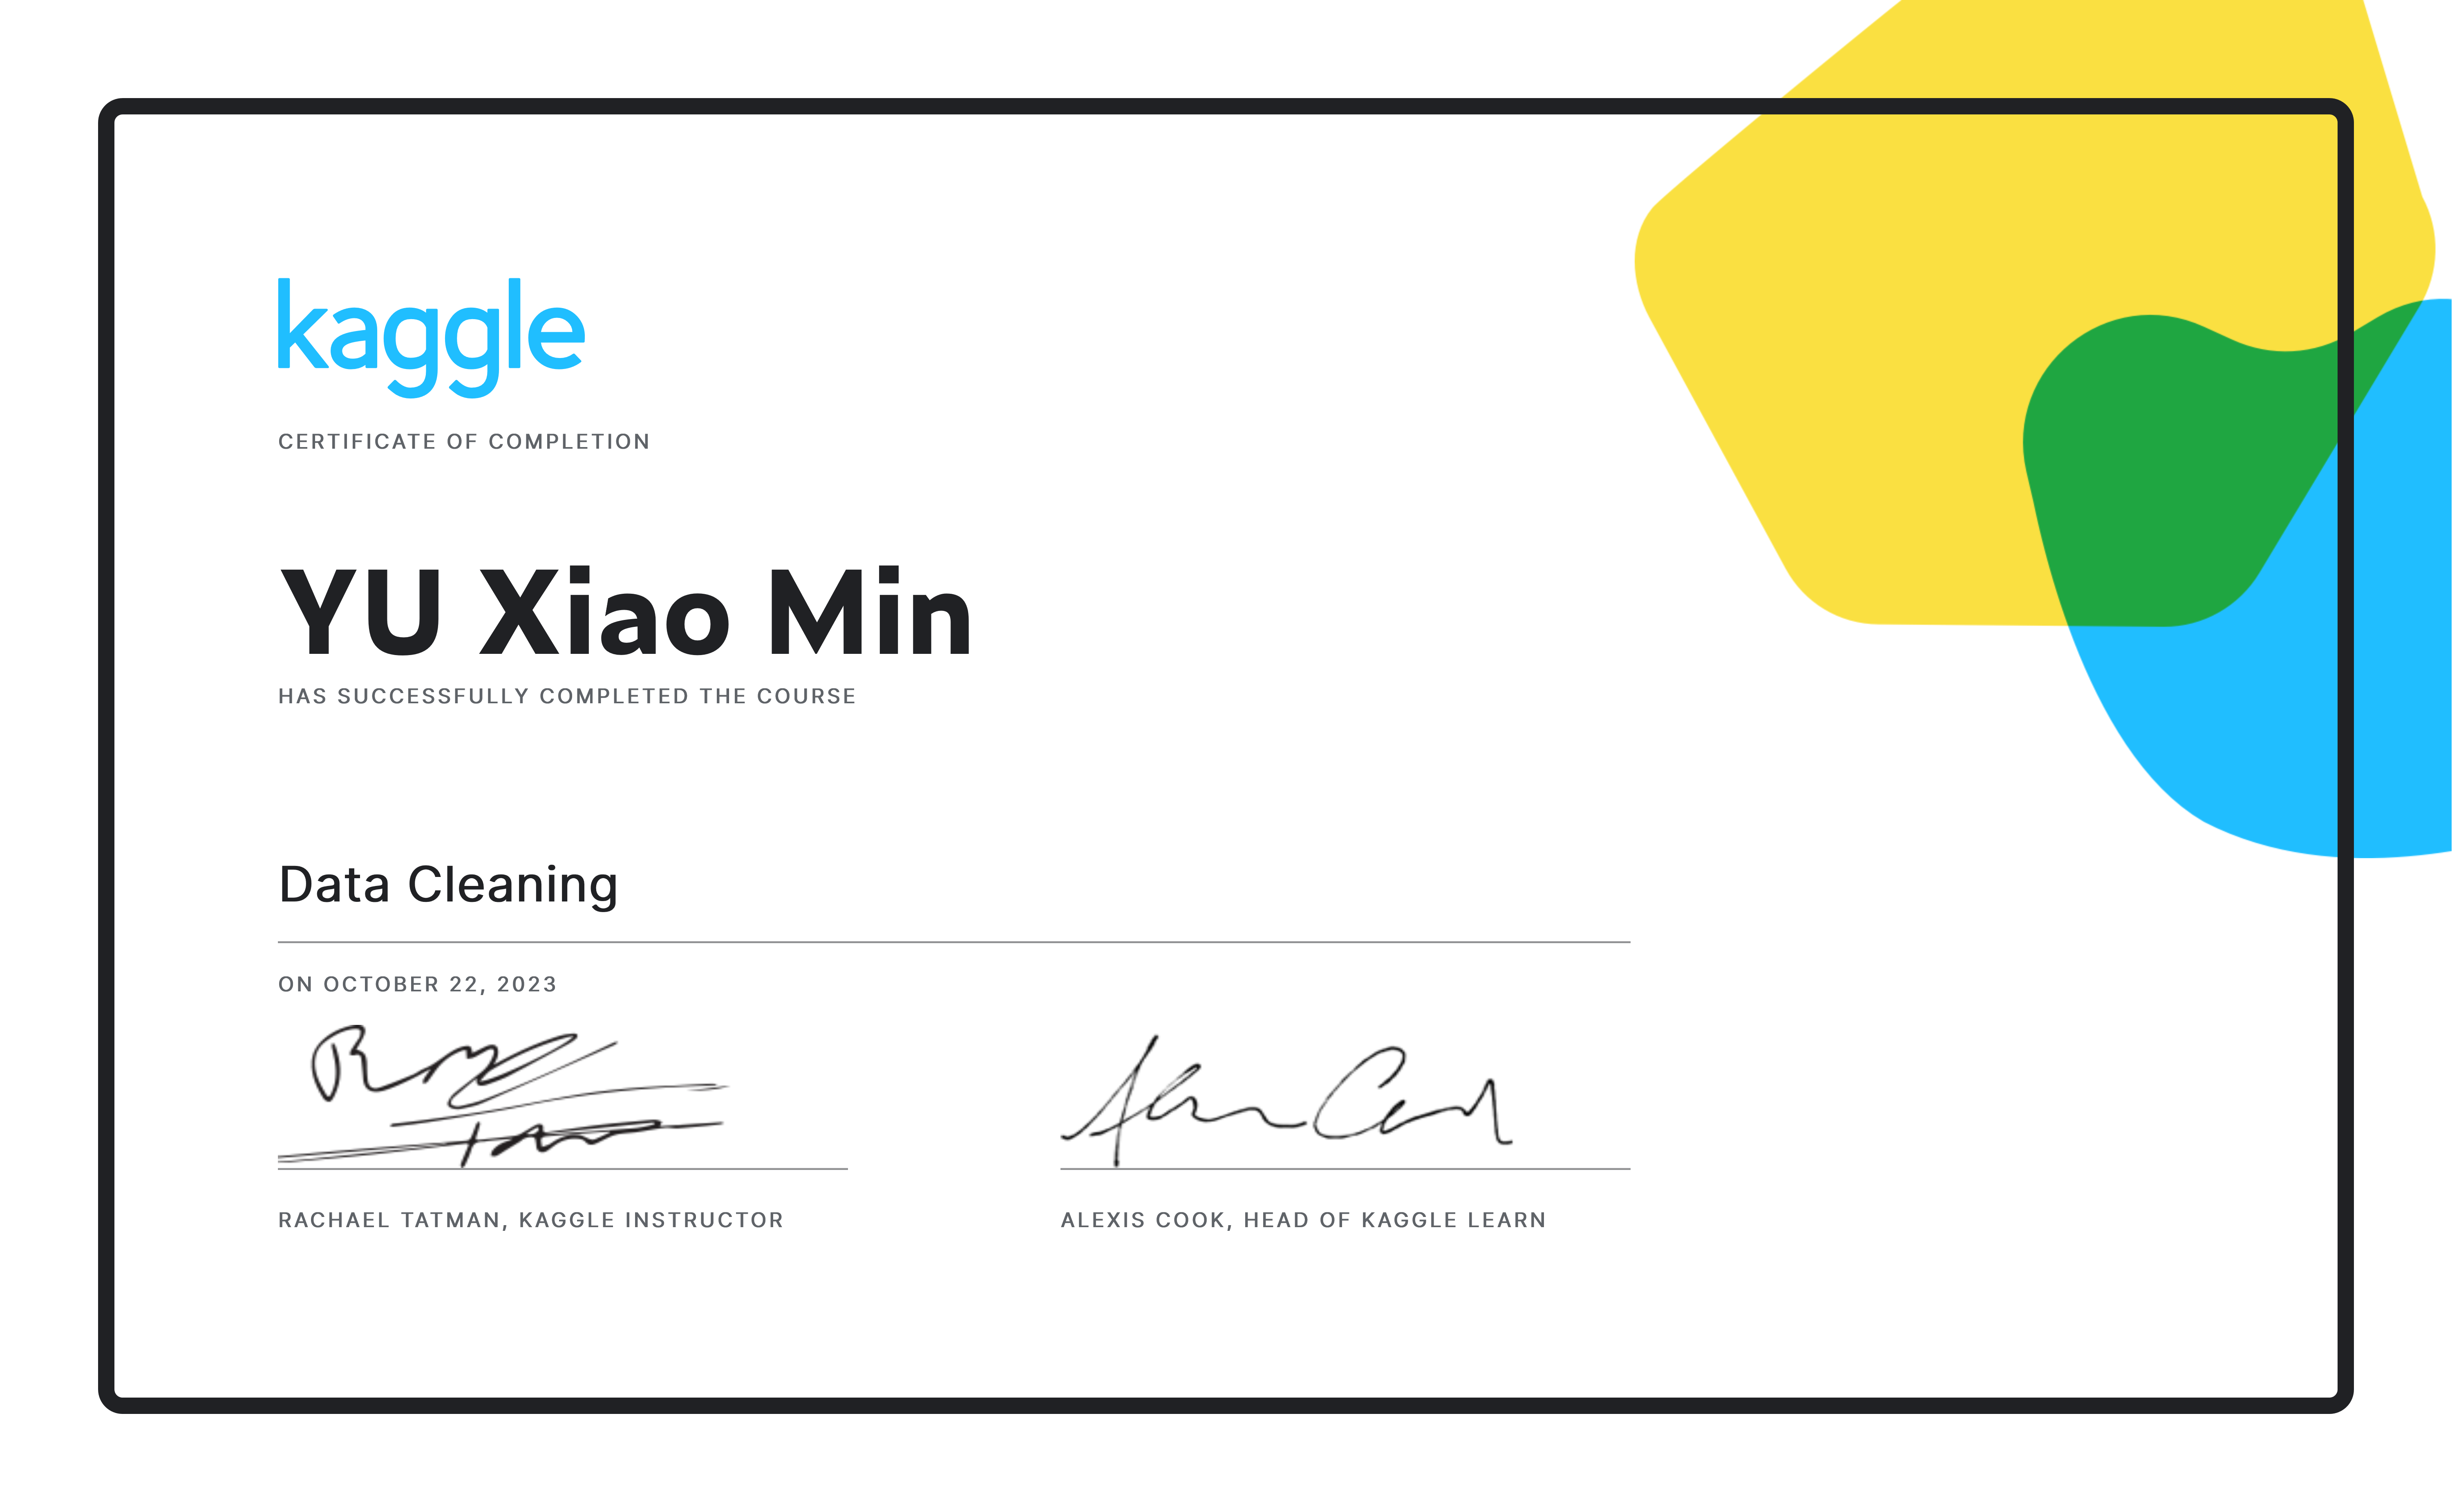 kaggle
CERTIFICATE OF COMPLETION
YU Xiao Min
HAS SUCCESSFULLY COMPLETED THE COURSE
Data Cleaning
ON OCTOBER 22, 2023
RACHAEL TATMAN, KAGGLE INSTRUCTOR
ALEXIS COOK, HEAD OF KAGGLE LEARN